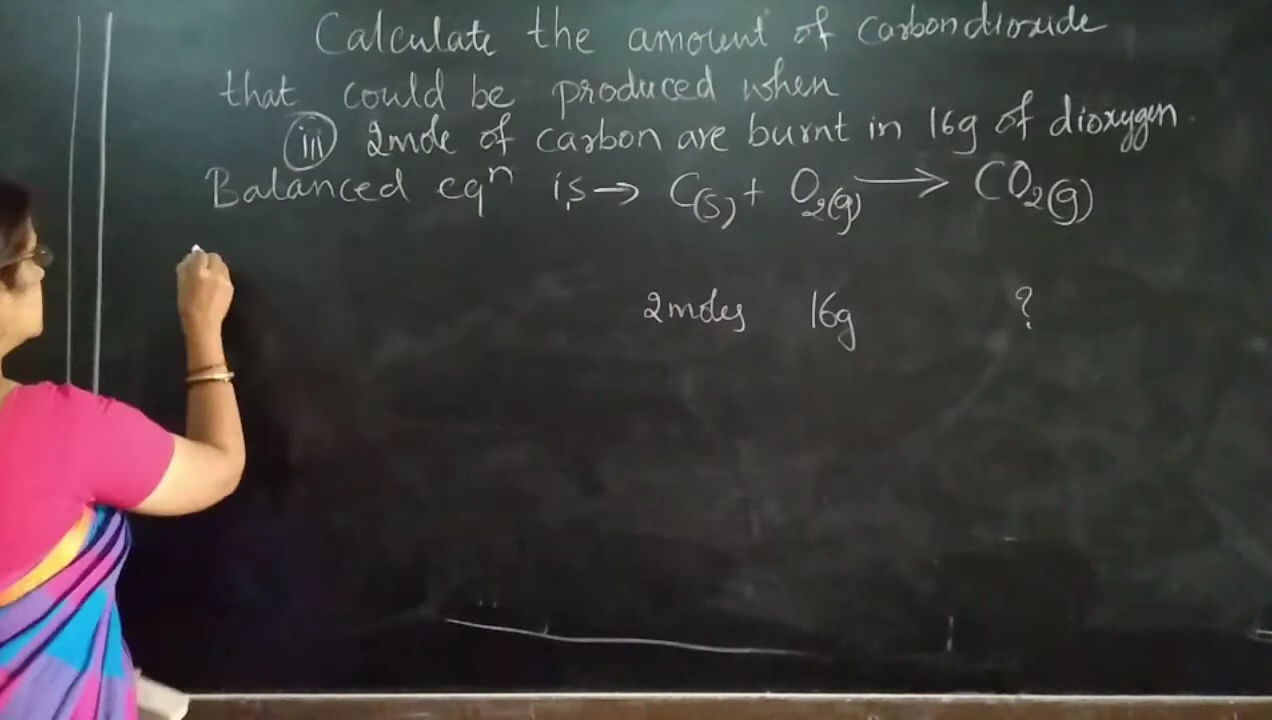 Calculate the amount of carbondioxide
that could be produced when
(iii) 2mole of carbon are burnt in 16g of dioxygen.
Balanced eqⁿ is → C(s) + O₂(g) ⟶ CO₂(g)
2moles 16g ?